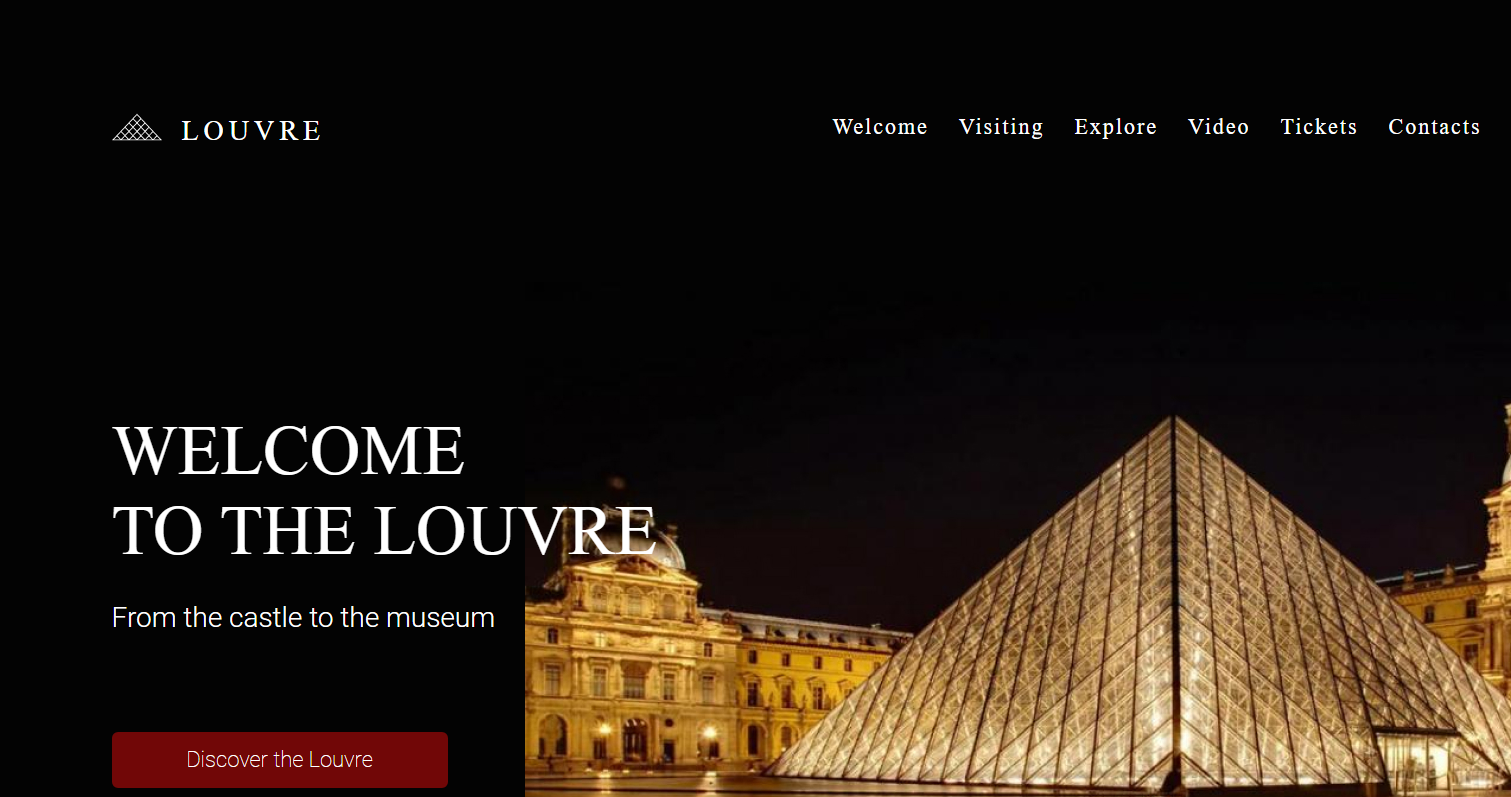 LOUVRE
Welcome Visiting Explore Video Tickets Contacts
WELCOME
TO THE LOUVRE
From the castle to the museum
Discover the Louvre